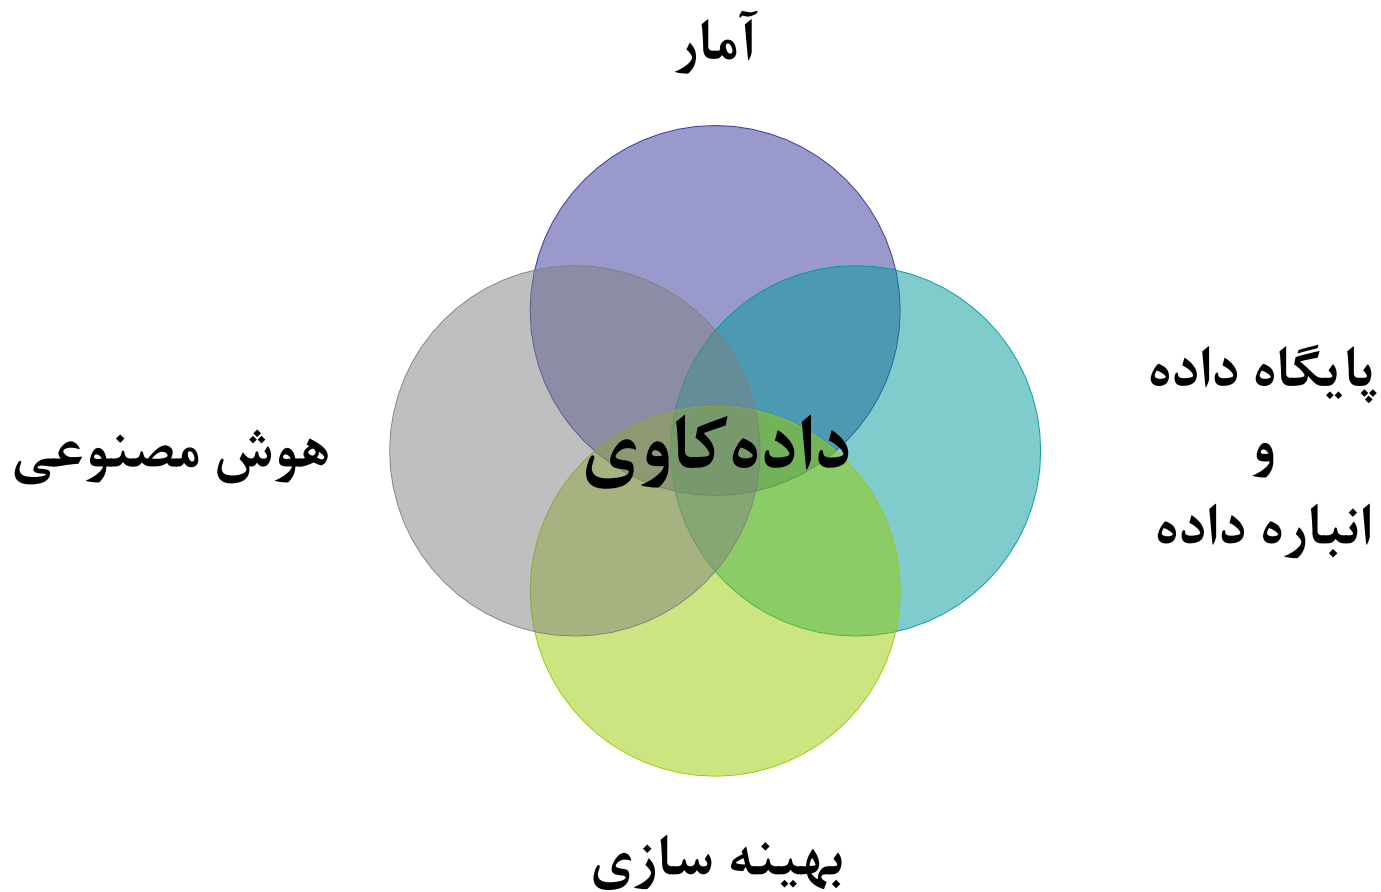 آمار
پایگاه داده
و
انباره داده
داده‌کاوی
هوش مصنوعی
بهینه سازی